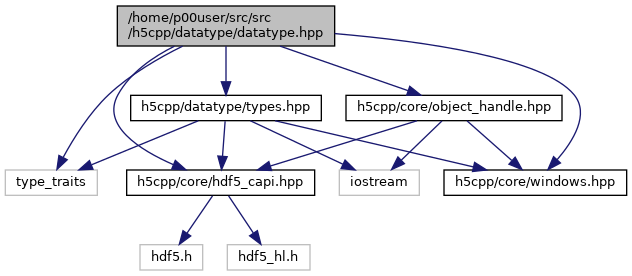 /home/p00user/src/src
/h5cpp/datatype/datatype.hpp
h5cpp/datatype/types.hpp
h5cpp/core/object_handle.hpp
type_traits
h5cpp/core/hdf5_capi.hpp
iostream
h5cpp/core/windows.hpp
hdf5.h
hdf5_hl.h